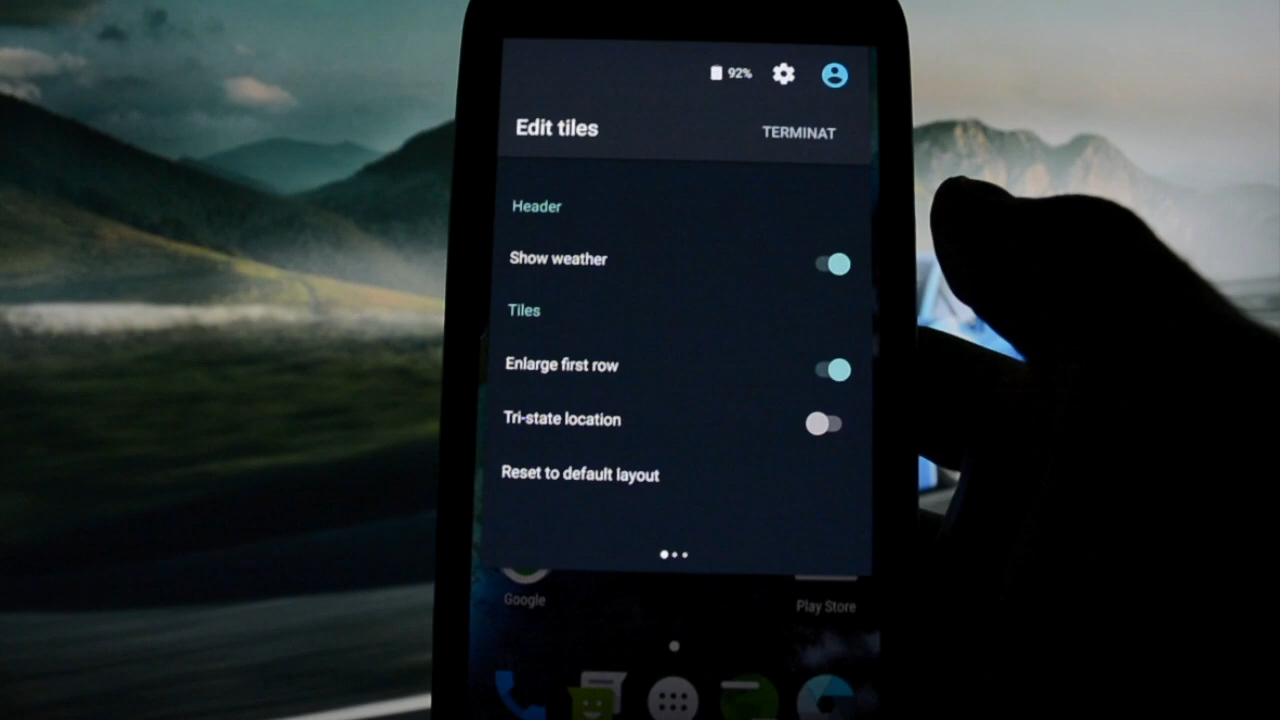 92%
Edit tiles
TERMINAT
Header
Show weather
Tiles
Enlarge first row
Tri-state location
Reset to default layout
Google
Play Store